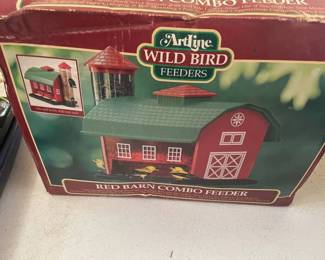 COMBO FEEDER
ArtLine
WILD BIRD
FEEDERS
RED BARN COMBO FEEDER